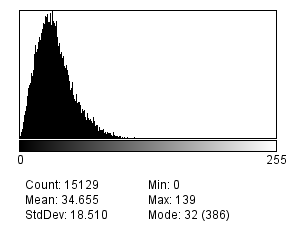 0 255
Count: 15129 Min: 0
Mean: 34.655 Max: 139
StdDev: 18.510 Mode: 32 (386)